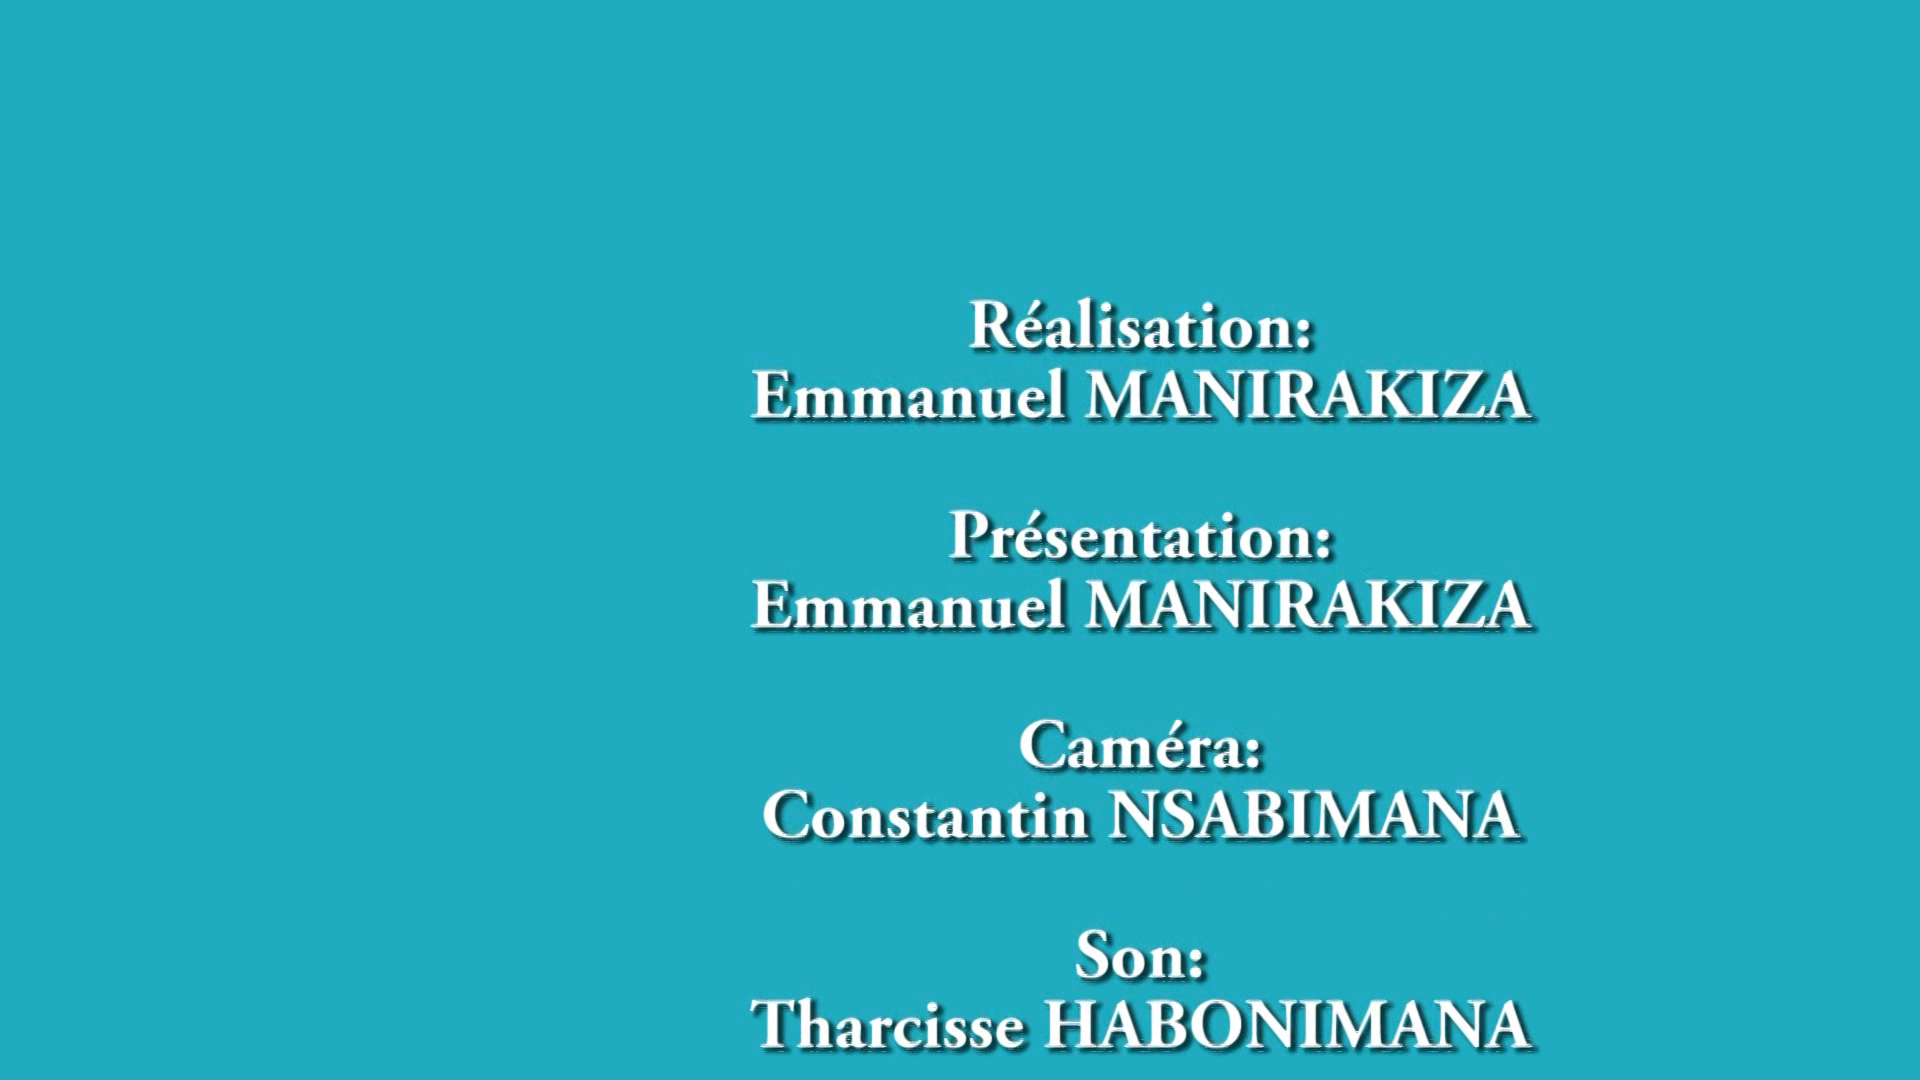 Réalisation:
Emmanuel MANIRAKIZA
Présentation:
Emmanuel MANIRAKIZA
Caméra:
Constantin NSABIMANA
Son:
Tharcisse HABONIMANA